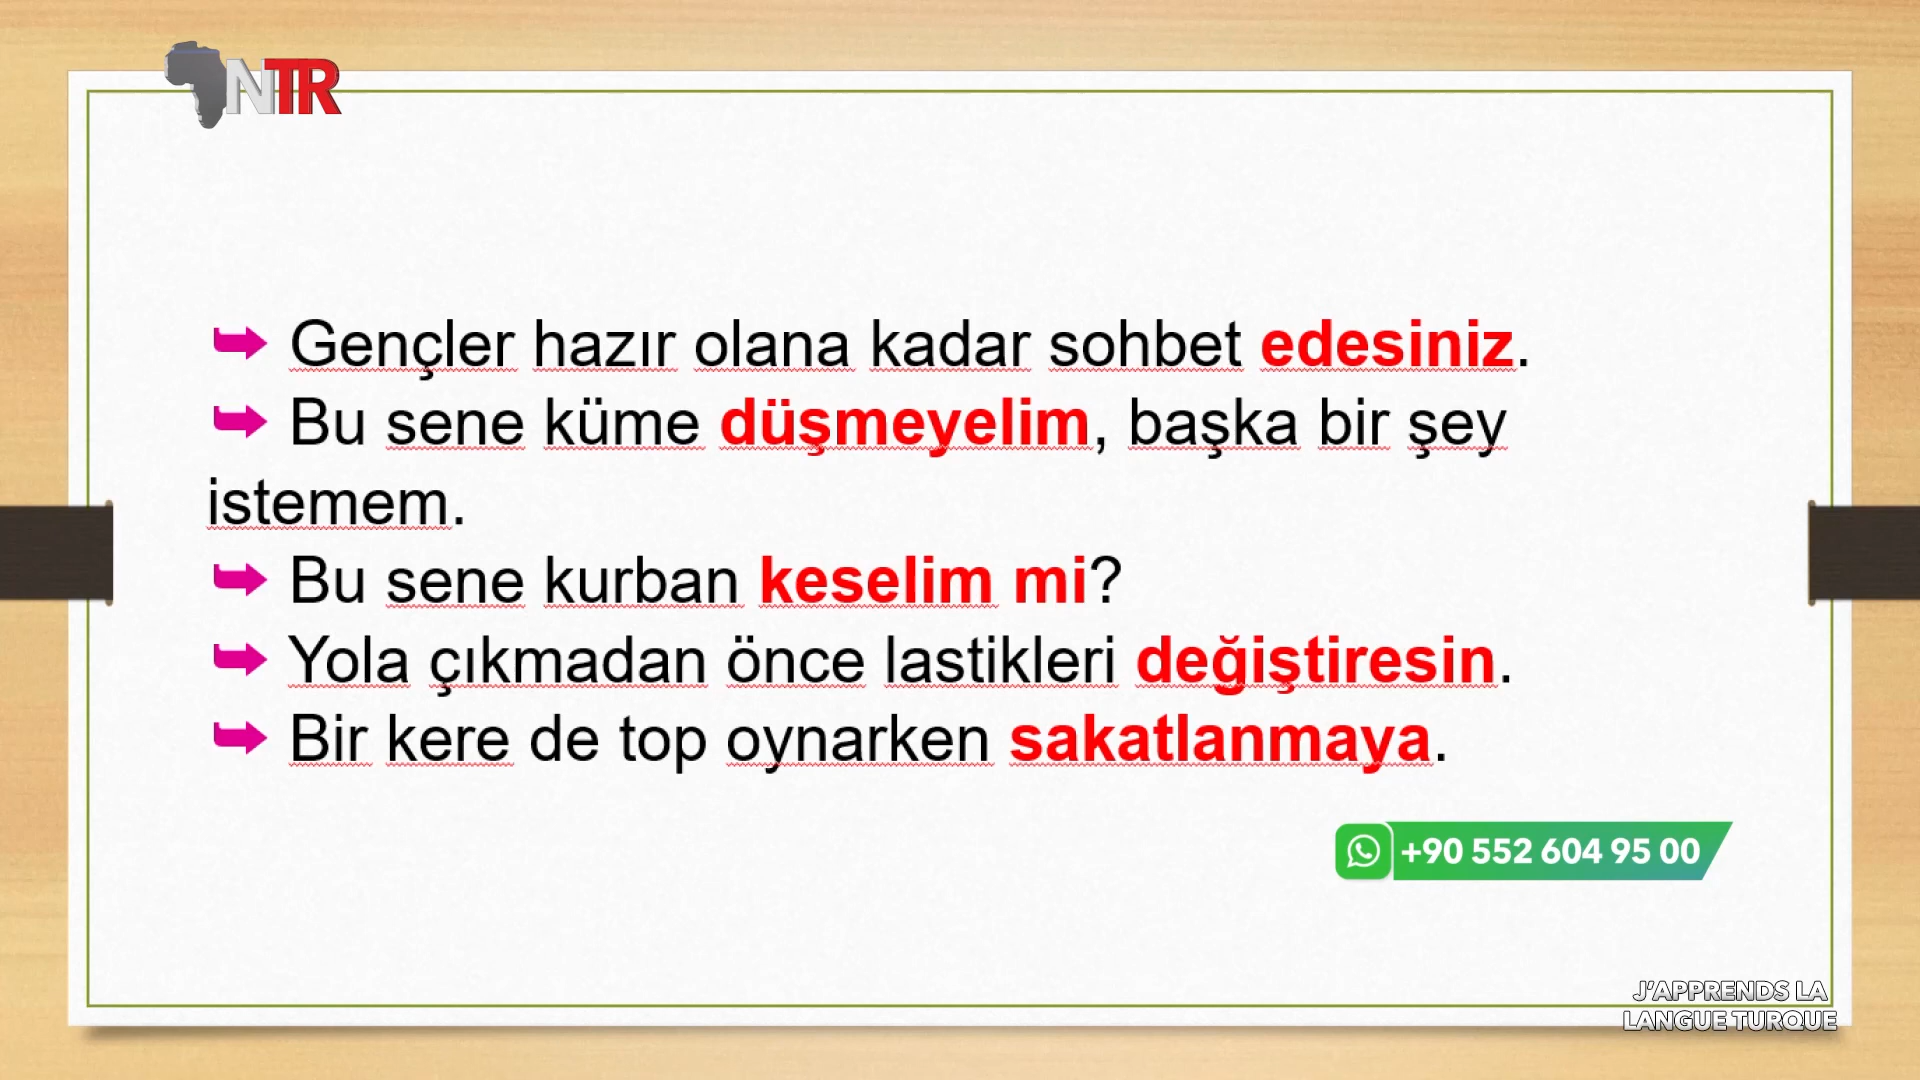 NTR
➥ Gençler hazır olana kadar sohbet edesiniz.
➥ Bu sene küme düşmeyelim, başka bir şey
istemem.
➥ Bu sene kurban keselim mi?
➥ Yola çıkmadan önce lastikleri değiştiresin.
➥ Bir kere de top oynarken sakatlanmaya.
+90 552 604 95 00
J'APPRENDS LA
LANGUE TURQUE